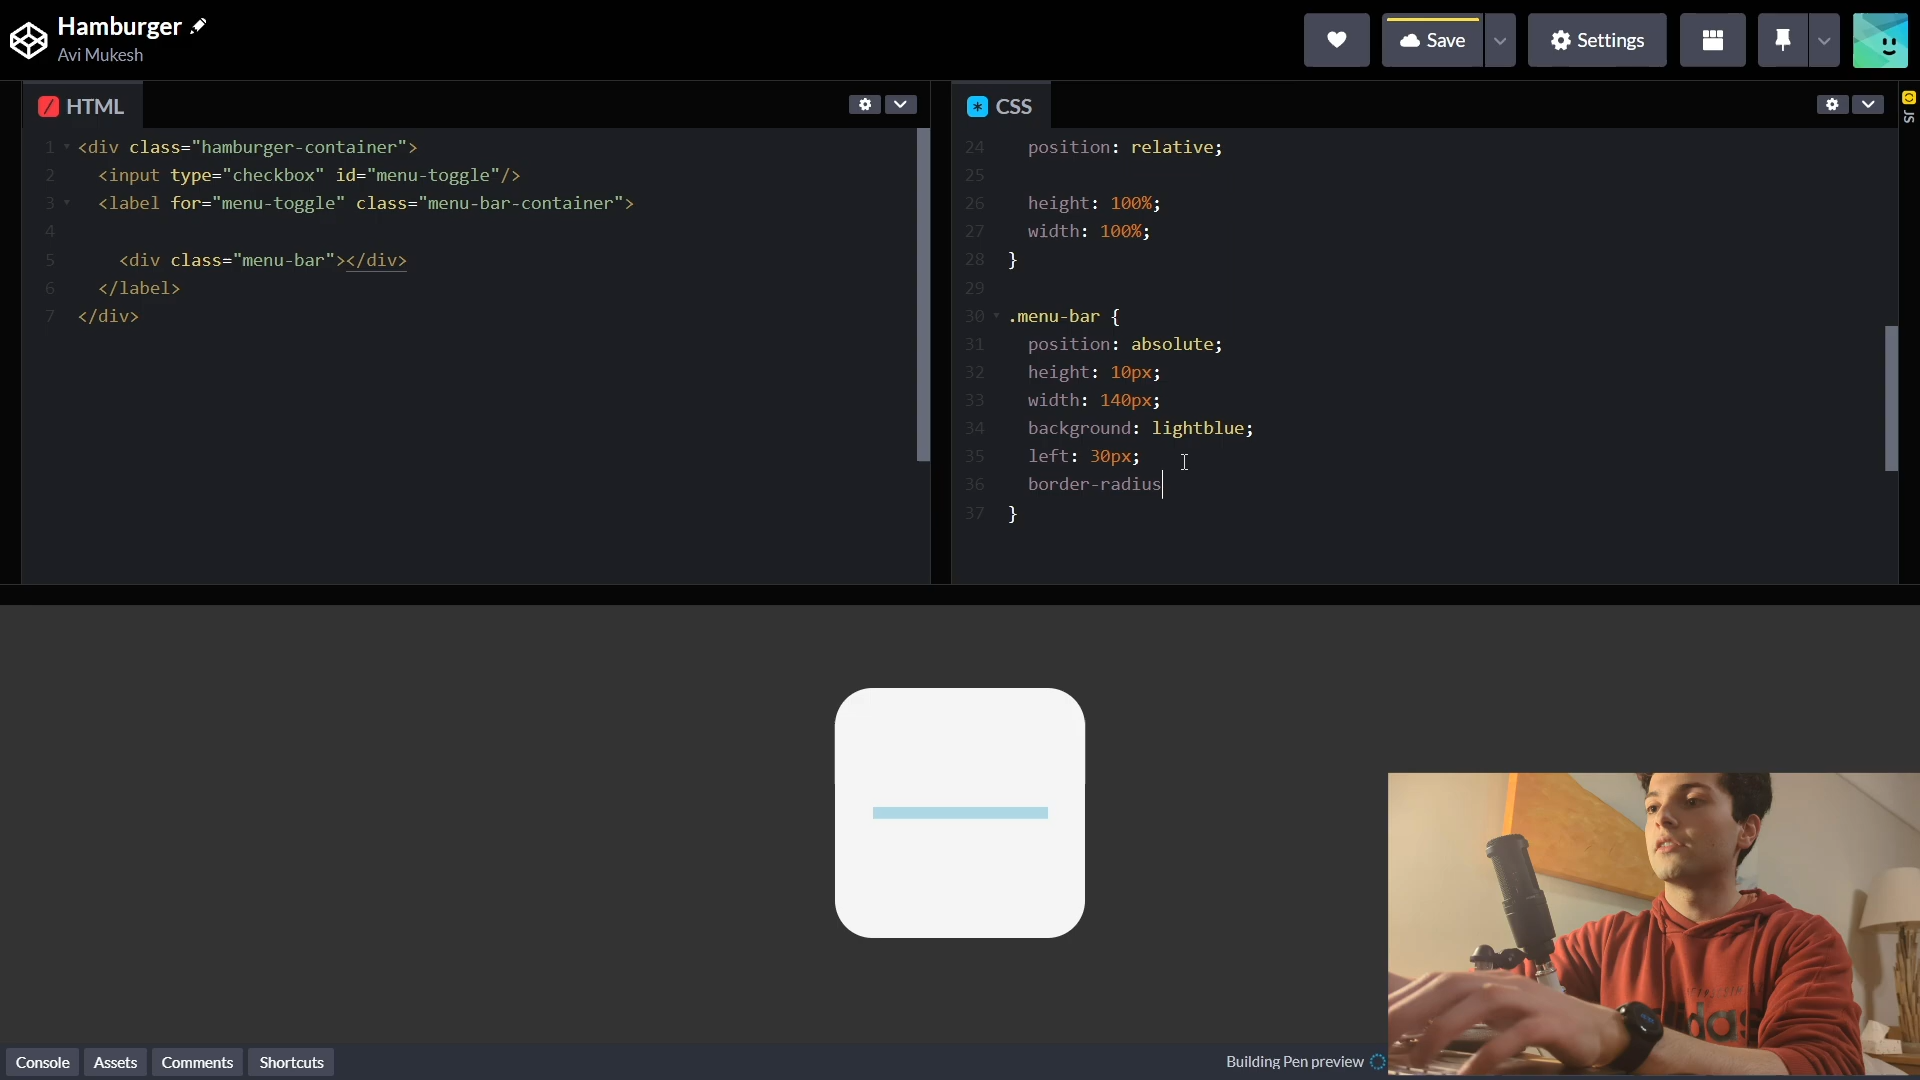 Hamburger
Avi Mukesh
Save
Settings
HTML
1 <div class="hamburger-container">
2 <input type="checkbox" id="menu-toggle"/>
3 <label for="menu-toggle" class="menu-bar-container">
4
5 <div class="menu-bar"></div>
6 </label>
7 </div>
CSS
24 position: relative;
25
26 height: 100%;
27 width: 100%;
28 }
29
30 .menu-bar {
31 position: absolute;
32 height: 10px;
33 width: 140px;
34 background: lightblue;
35 left: 30px;
36 border-radius
37 }
JS
Console
Assets
Comments
Shortcuts
Building Pen preview